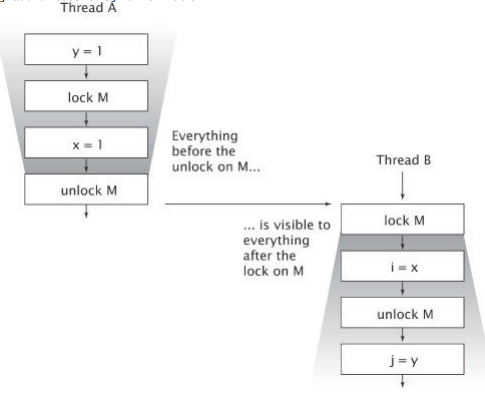 Thread A
y = 1
lock M
x = 1
unlock M
Everything
before the
unlock on M...
Thread B
... is visible to
everything
after the
lock on M
lock M
i = x
unlock M
j = y